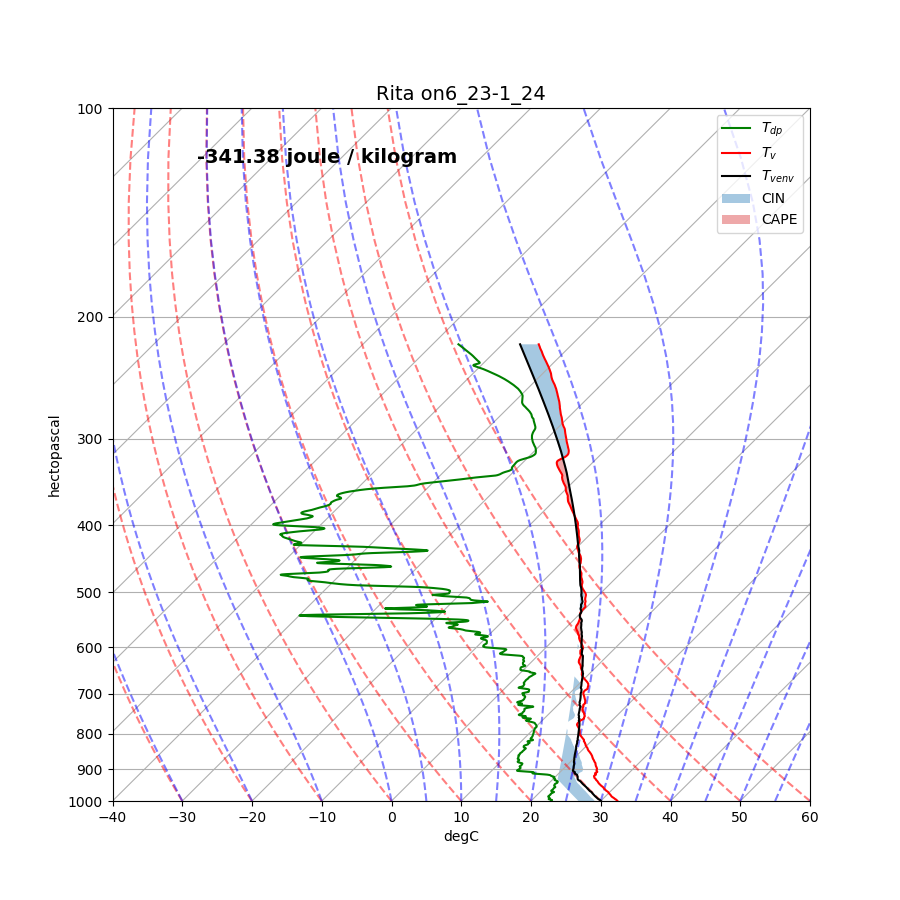 Rita on6_23-1_24
-341.38 joule / kilogram
T_dp
T_v
T_venv
CIN
CAPE
hectopascal
100
200
300
400
500
600
700
800
900
1000
−40
−30
−20
−10
0
10
20
30
40
50
60
degC